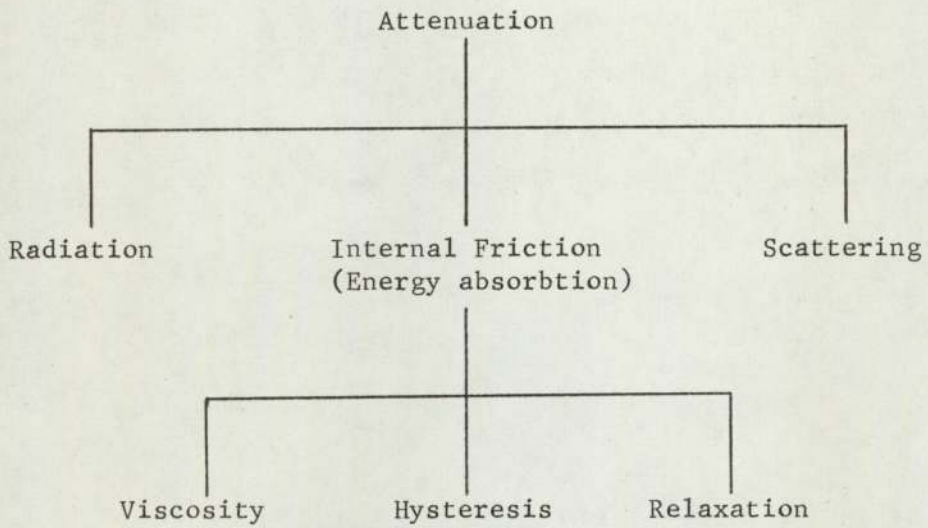 Attenuation
Radiation
Internal Friction
(Energy absorbtion)
Scattering
Viscosity
Hysteresis
Relaxation